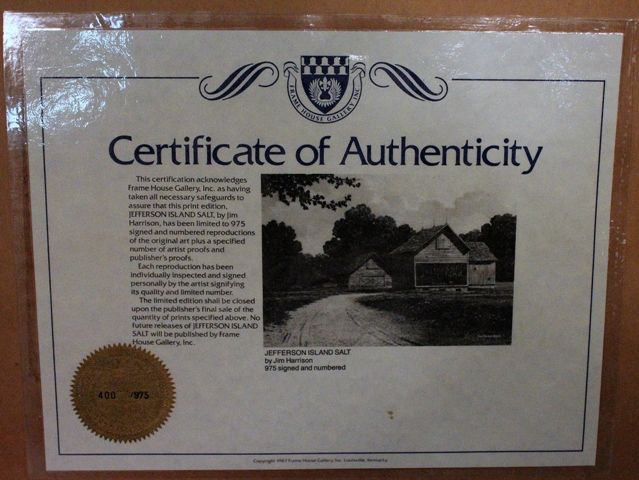 FRAME HOUSE GALLERY INC
Certificate of Authenticity
This certification acknowledges
Frame House Gallery, Inc. as having
taken all necessary safeguards to
assure that this print edition,
JEFFERSON ISLAND SALT, by Jim
Harrison, has been limited to 975
signed and numbered reproductions
of the original art plus a specified
number of artist proofs and
publisher's proofs.
Each reproduction has been
individually inspected and signed
personally by the artist signifying
its quality and limited number.
The limited edition shall be closed
upon the publisher's final sale of the
quantity of prints specified above. No
future releases of JEFFERSON ISLAND
SALT will be published by Frame
House Gallery, Inc.
JEFFERSON ISLAND SALT
by Jim Harrison
975 signed and numbered
400 /975
Frame House Gallery Inc. Louisville, Kentucky